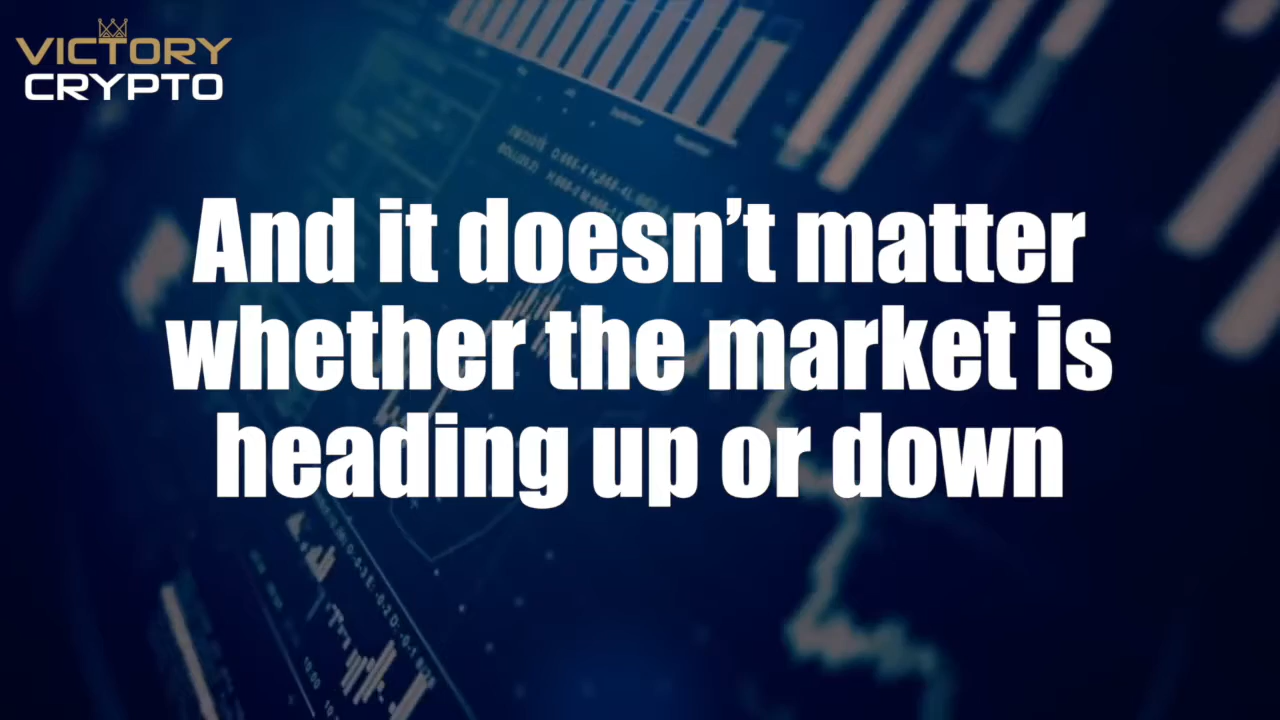 VICTORY
CRYPTO
And it doesn’t matter
whether the market is
heading up or down